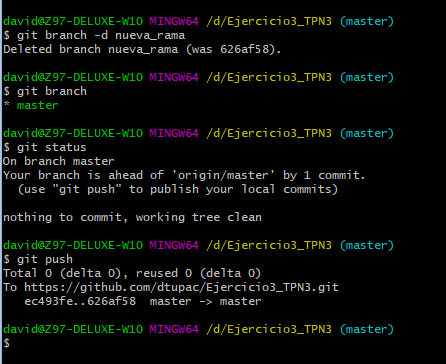 david@Z97-DELUXE-W10 MINGW64 /d/Ejercicio3_TPN3 (master)
$ git branch -d nueva_rama
Deleted branch nueva_rama (was 626af58).
david@Z97-DELUXE-W10 MINGW64 /d/Ejercicio3_TPN3 (master)
$ git branch
* master
david@Z97-DELUXE-W10 MINGW64 /d/Ejercicio3_TPN3 (master)
$ git status
On branch master
Your branch is ahead of 'origin/master' by 1 commit.
  (use "git push" to publish your local commits)
nothing to commit, working tree clean
david@Z97-DELUXE-W10 MINGW64 /d/Ejercicio3_TPN3 (master)
$ git push
Total 0 (delta 0), reused 0 (delta 0)
To https://github.com/dtupac/Ejercicio3_TPN3.git
   ec493fe..626af58  master -> master
david@Z97-DELUXE-W10 MINGW64 /d/Ejercicio3_TPN3 (master)
$